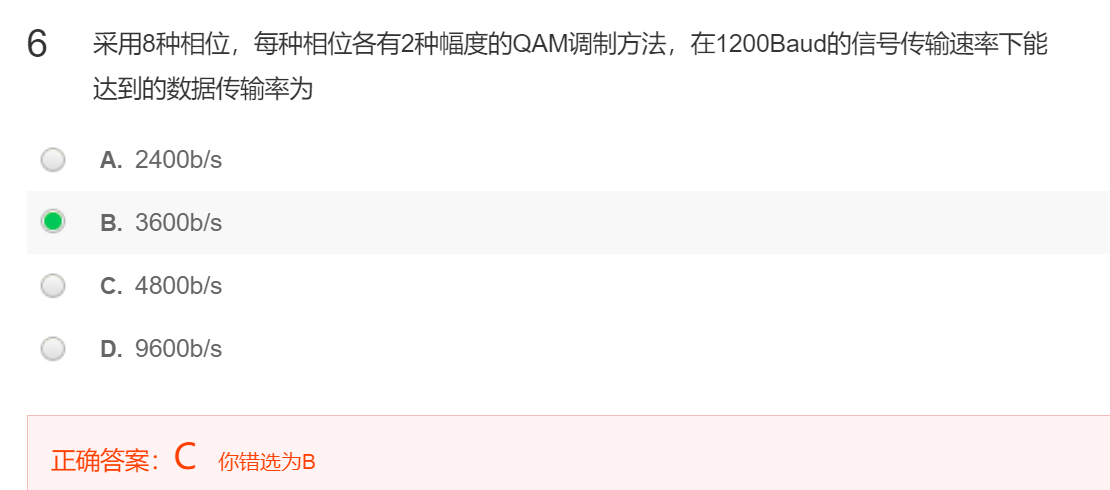 6 采用8种相位，每种相位各有2种幅度的QAM调制方法，在1200Baud的信号传输速率下能
达到的数据传输率为
A. 2400b/s
B. 3600b/s
C. 4800b/s
D. 9600b/s
正确答案：C 你错选为B